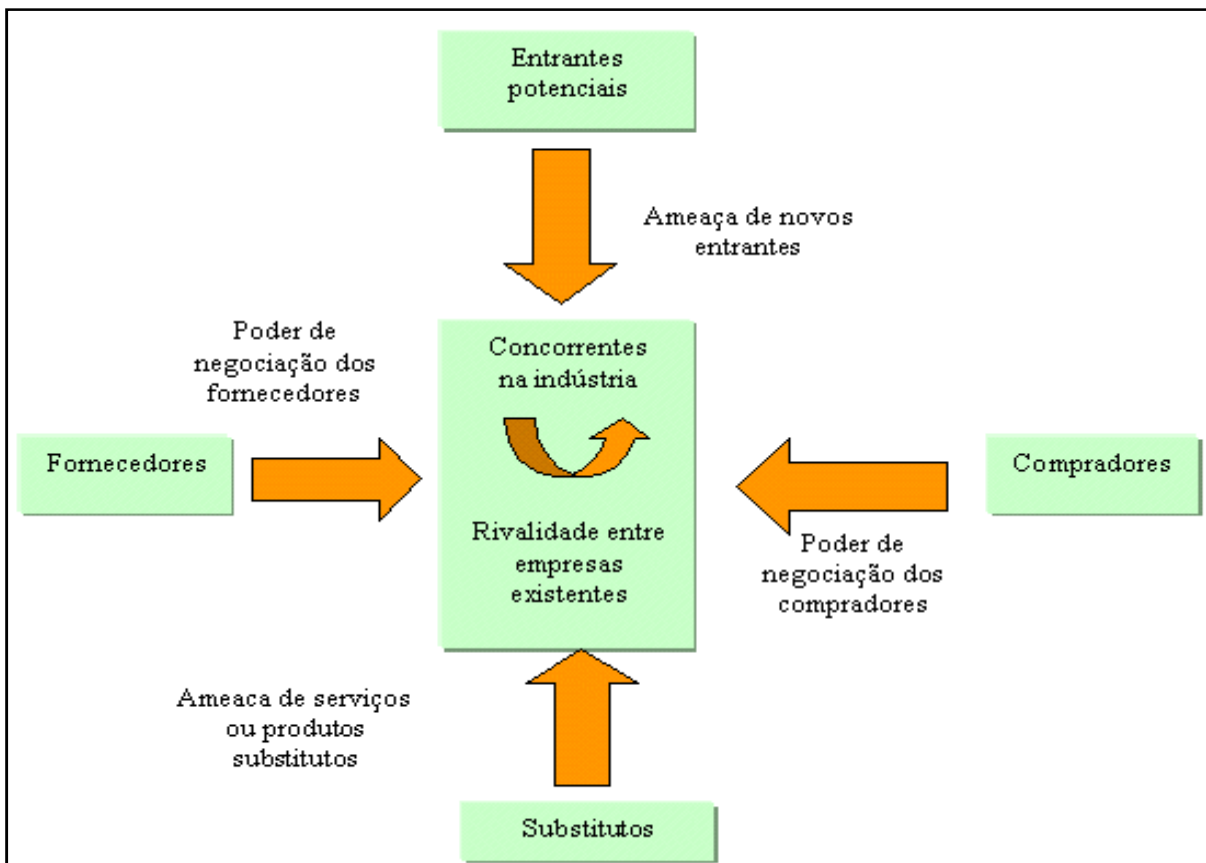 Entrantes
potenciais
Ameaça de novos
entrantes
Poder de
negociação dos
fornecedores
Concorrentes
na indústria
Fornecedores
Compradores
Rivalidade entre
empresas
existentes
Poder de
negociação dos
compradores
Ameaca de serviços
ou produtos
substitutos
Substitutos